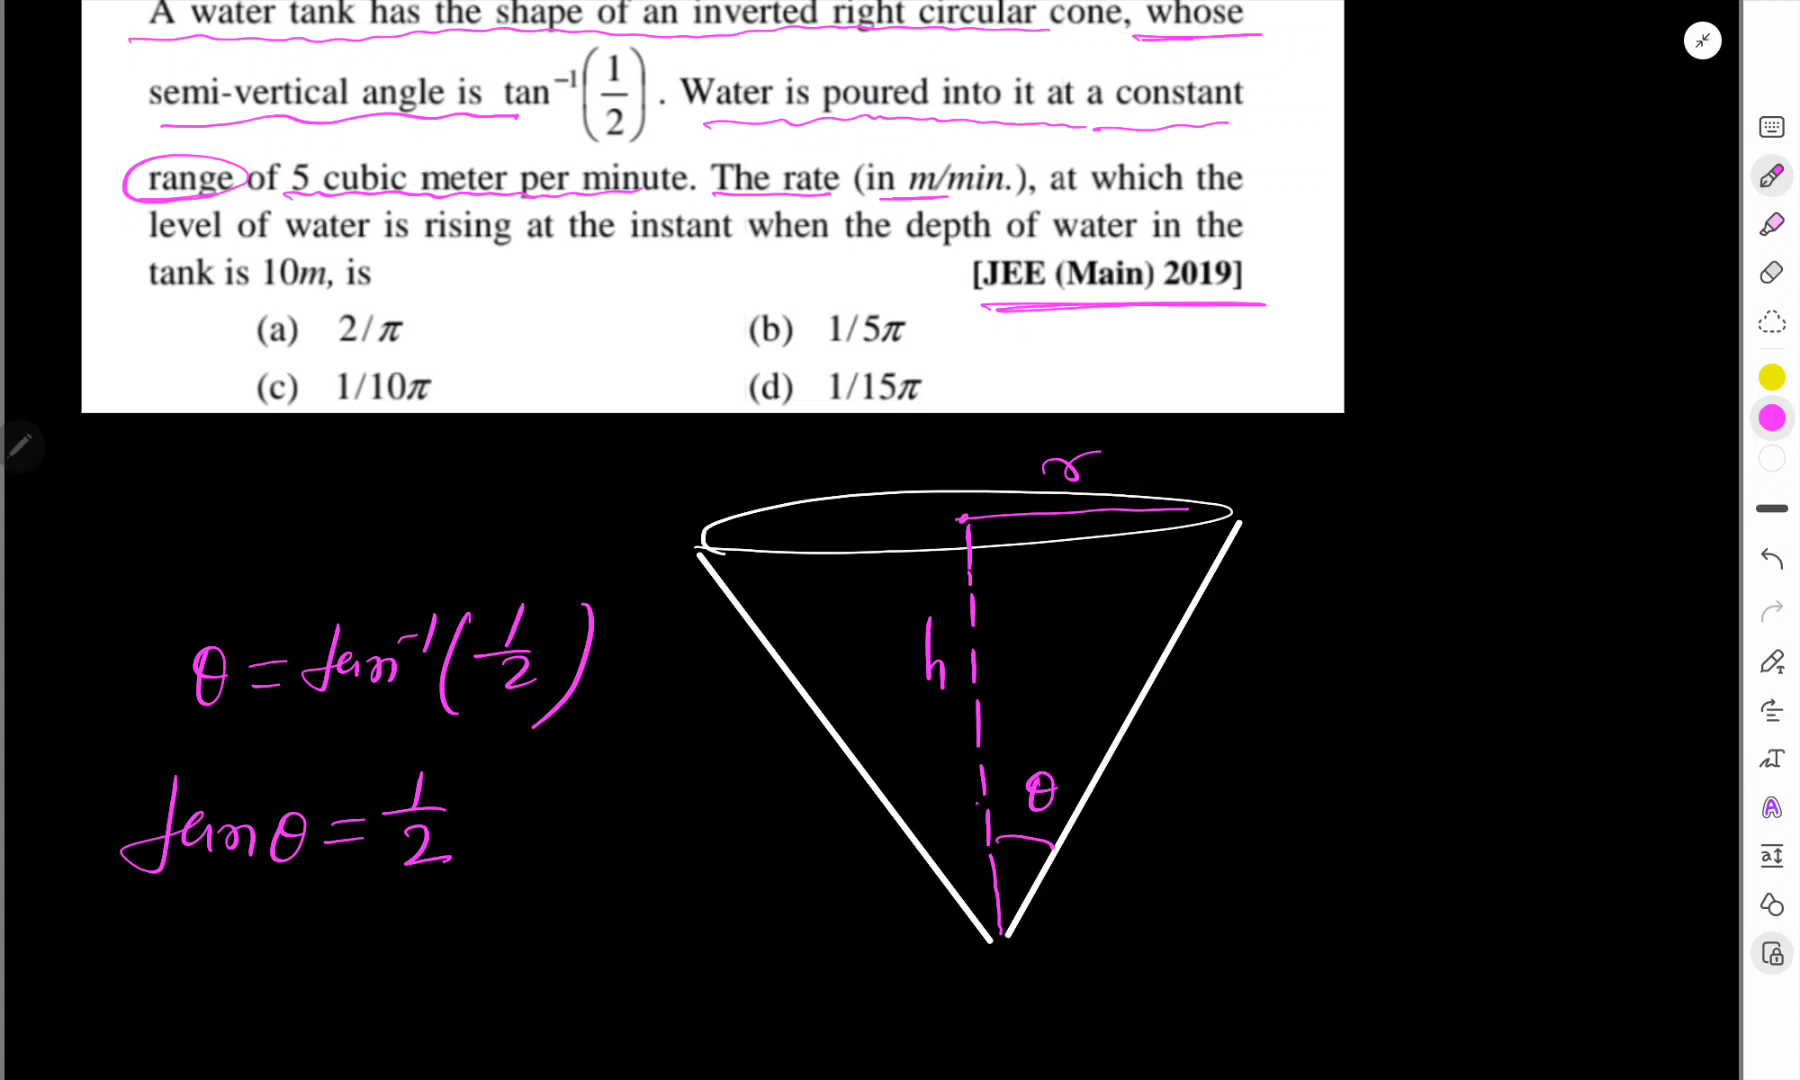 A water tank has the shape of an inverted right circular cone, whose
semi-vertical angle is tan⁻¹(1/2). Water is poured into it at a constant
range of 5 cubic meter per minute. The rate (in m/min.), at which the
level of water is rising at the instant when the depth of water in the
tank is 10m, is [JEE (Main) 2019]
(a) 2/π (b) 1/5π
(c) 1/10π (d) 1/15π
r
h
θ = tan⁻¹(1/2)
θ
tanθ = 1/2